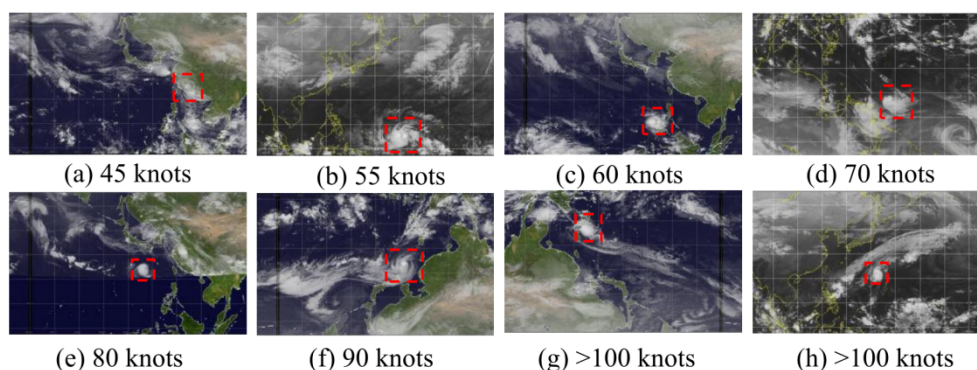 (a) 45 knots
(b) 55 knots
(c) 60 knots
(d) 70 knots
(e) 80 knots
(f) 90 knots
(g) >100 knots
(h) >100 knots